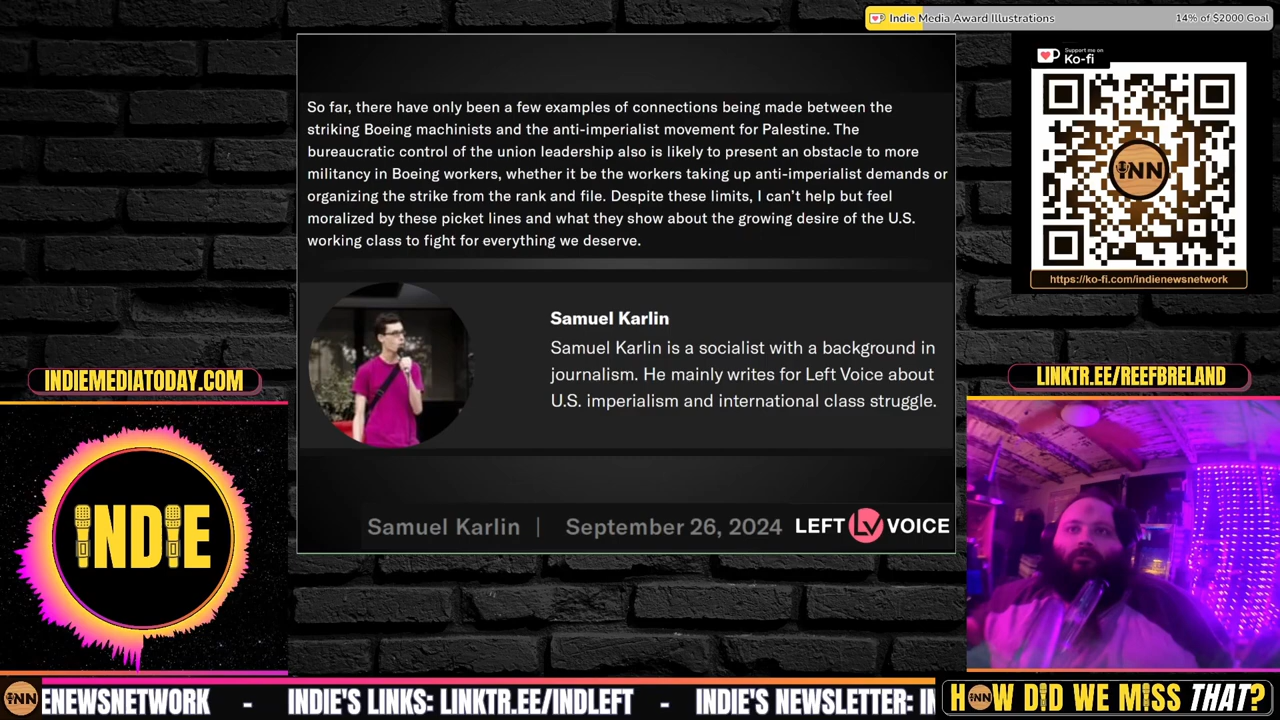 Indie Media Award Illustrations
14% of $2000 Goal
Support me on
Ko-fi
iNN
https://ko-fi.com/indienewsnetwork
So far, there have only been a few examples of connections being made between the
striking Boeing machinists and the anti-imperialist movement for Palestine. The
bureaucratic control of the union leadership also is likely to present an obstacle to more
militancy in Boeing workers, whether it be the workers taking up anti-imperialist demands or
organizing the strike from the rank and file. Despite these limits, I can't help but feel
moralized by these picket lines and what they show about the growing desire of the U.S.
working class to fight for everything we deserve.
Samuel Karlin
Samuel Karlin is a socialist with a background in
journalism. He mainly writes for Left Voice about
U.S. imperialism and international class struggle.
Samuel Karlin | September 26, 2024
LEFT LV VOICE
INDIEMEDIATODAY.COM
INDIE
LINKTR.EE/REEFBRELAND
iNN
ENEWSNETWORK - INDIE'S LINKS: LINKTR.EE/INDLEFT - INDIE'S NEWSLETTER:
HOW DID WE MISS THAT?